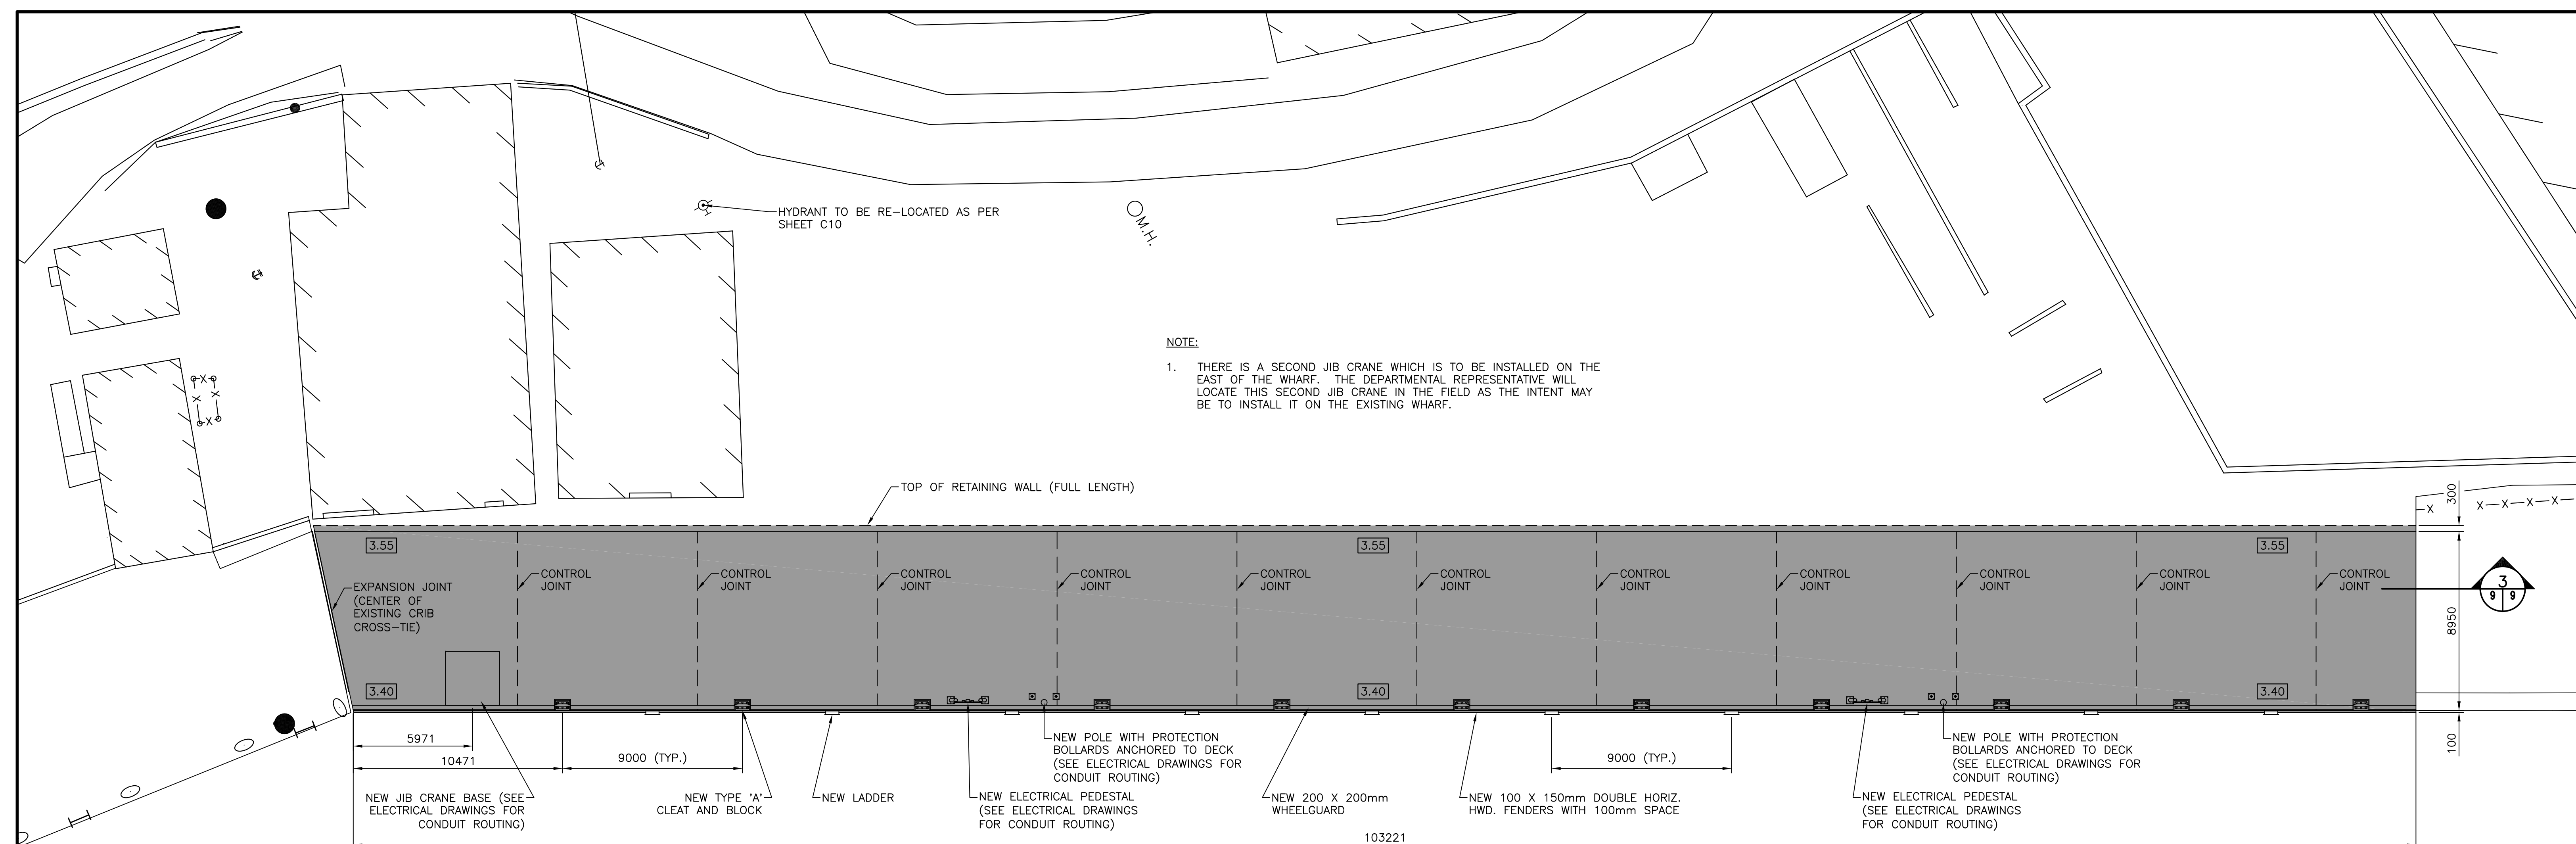 HYDRANT TO BE RE-LOCATED AS PER
SHEET C10
M.H.
NOTE:
1. THERE IS A SECOND JIB CRANE WHICH IS TO BE INSTALLED ON THE
EAST OF THE WHARF. THE DEPARTMENTAL REPRESENTATIVE WILL
LOCATE THIS SECOND JIB CRANE IN THE FIELD AS THE INTENT MAY
BE TO INSTALL IT ON THE EXISTING WHARF.
X
X
X
X
TOP OF RETAINING WALL (FULL LENGTH)
300
X
X X X X
3.55
3.55
3.55
EXPANSION JOINT
(CENTER OF
EXISTING CRIB
CROSS-TIE)
CONTROL
JOINT
CONTROL
JOINT
CONTROL
JOINT
CONTROL
JOINT
CONTROL
JOINT
CONTROL
JOINT
CONTROL
JOINT
CONTROL
JOINT
CONTROL
JOINT
CONTROL
JOINT
CONTROL
JOINT
3
9 9
8950
3.40
3.40
3.40
5971
10471
9000 (TYP.)
NEW POLE WITH PROTECTION
BOLLARDS ANCHORED TO DECK
(SEE ELECTRICAL DRAWINGS FOR
CONDUIT ROUTING)
9000 (TYP.)
NEW POLE WITH PROTECTION
BOLLARDS ANCHORED TO DECK
(SEE ELECTRICAL DRAWINGS FOR
CONDUIT ROUTING)
100
NEW JIB CRANE BASE (SEE
ELECTRICAL DRAWINGS FOR
CONDUIT ROUTING)
NEW TYPE 'A'
CLEAT AND BLOCK
NEW LADDER
NEW ELECTRICAL PEDESTAL
(SEE ELECTRICAL DRAWINGS
FOR CONDUIT ROUTING)
NEW 200 X 200mm
WHEELGUARD
NEW 100 X 150mm DOUBLE HORIZ.
HWD. FENDERS WITH 100mm SPACE
NEW ELECTRICAL PEDESTAL
(SEE ELECTRICAL DRAWINGS
FOR CONDUIT ROUTING)
103221